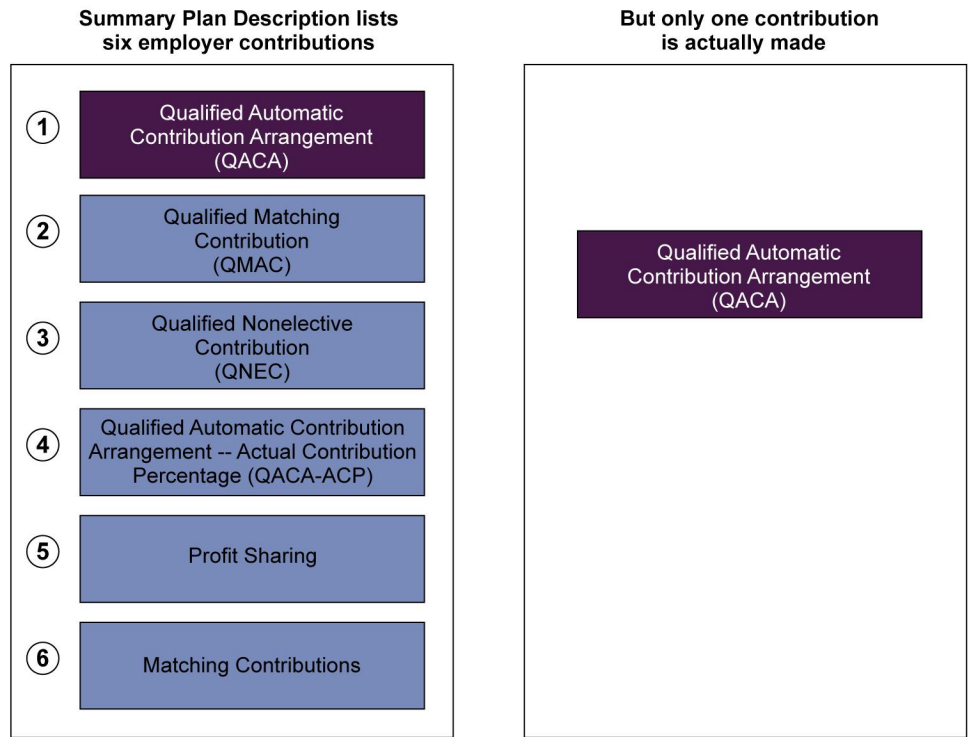 Summary Plan Description lists
six employer contributions
1
Qualified Automatic
Contribution Arrangement
(QACA)
2
Qualified Matching
Contribution
(QMAC)
3
Qualified Nonelective
Contribution
(QNEC)
4
Qualified Automatic Contribution
Arrangement -- Actual Contribution
Percentage (QACA-ACP)
5
Profit Sharing
6
Matching Contributions
But only one contribution
is actually made
Qualified Automatic
Contribution Arrangement
(QACA)